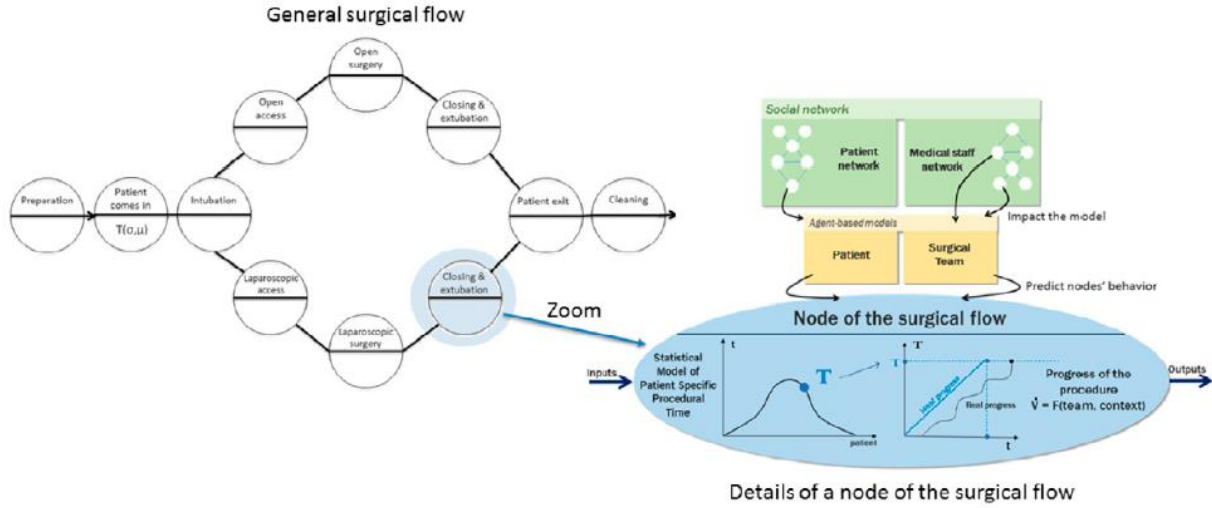 General surgical flow
Open
surgery
Open
access
Closing &
extubation
Preparation
Patient
comes in
T(σ,μ)
Intubation
Patient exit
Cleaning
Laparoscopic
access
Closing &
extubation
Laparoscopic
surgery
Zoom
Social network
Patient
network
Medical staff
network
Impact the model
Agent-based models
Patient
Surgical
Team
Predict nodes' behavior
Node of the surgical flow
Inputs
Statistical
Model of
Patient Specific
Procedural
Time
t
T
patient
T
T
Ideal progress
Real progress
t
Progress of the
procedure
V̇ = F(team, context)
Outputs
Details of a node of the surgical flow